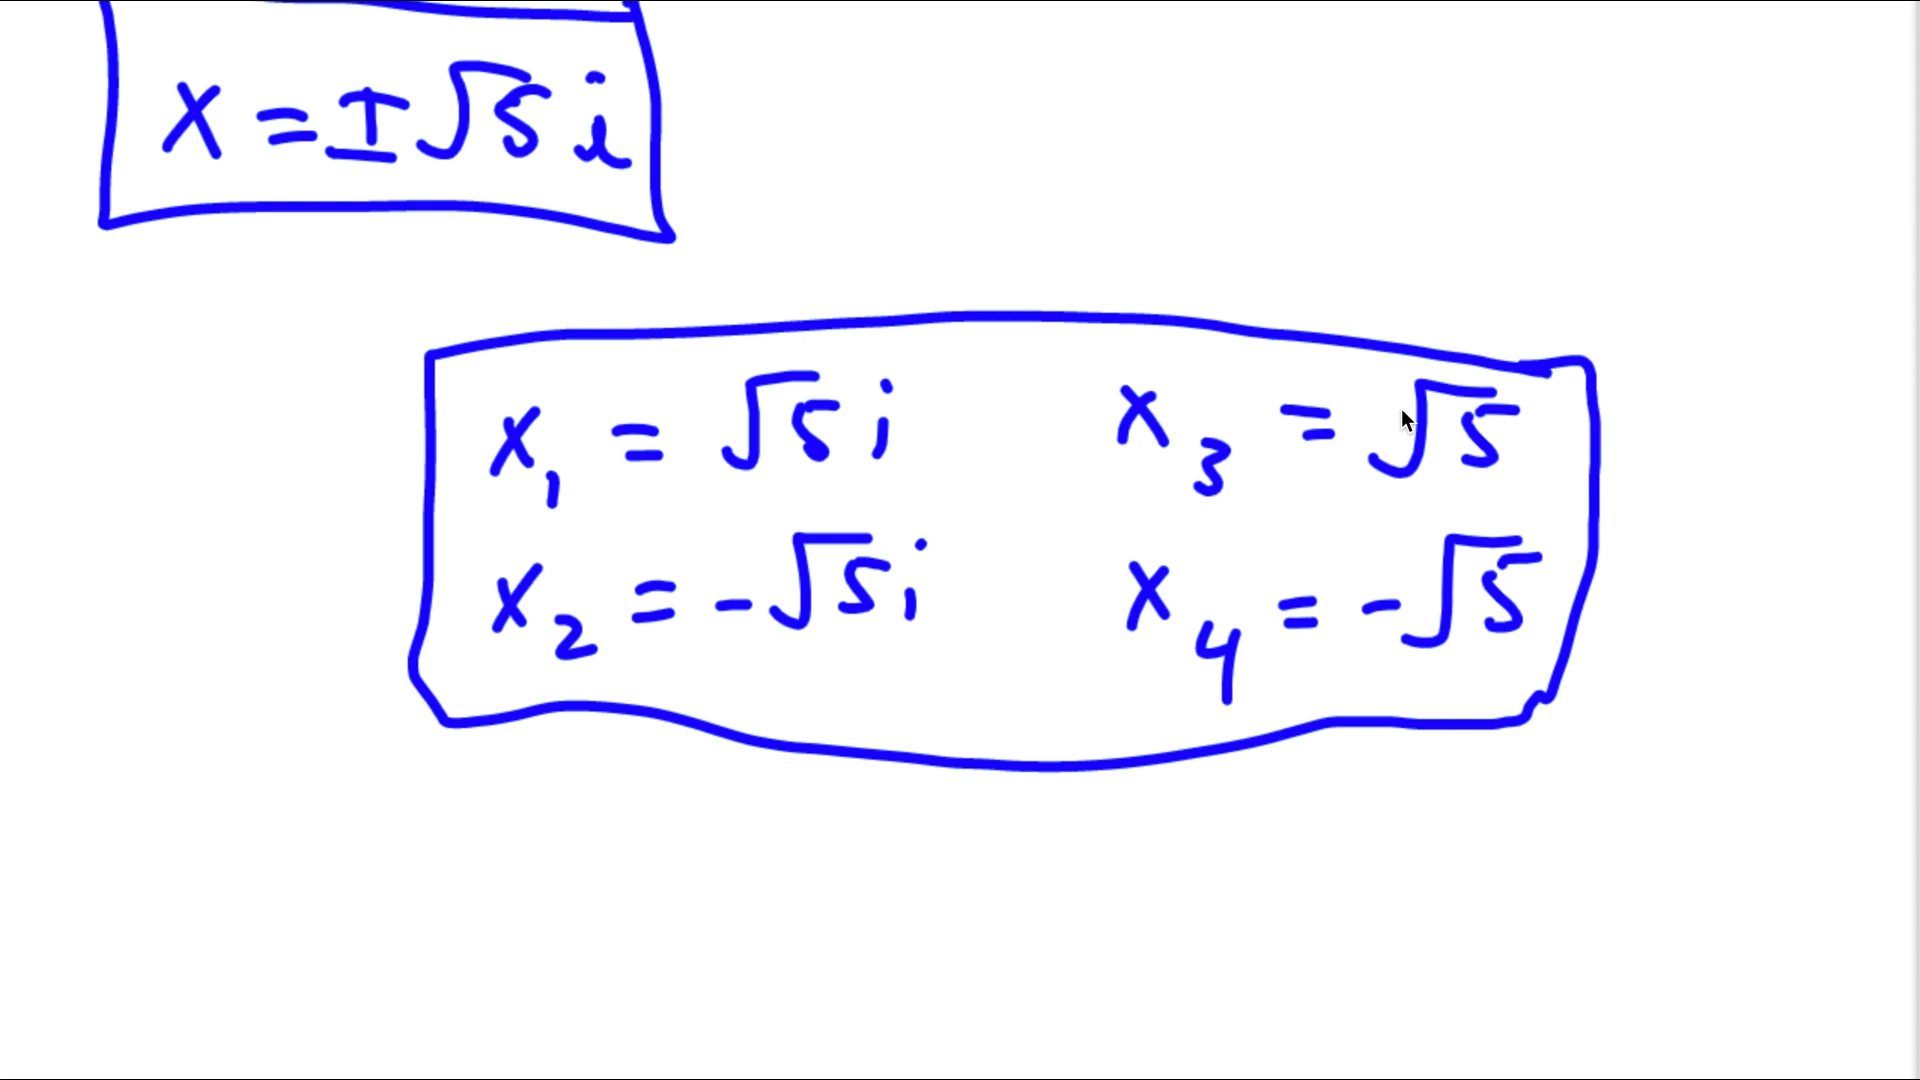 x = ±√5 i
x₁ = √5 i x₃ = √5
x₂ = -√5 i x₄ = -√5